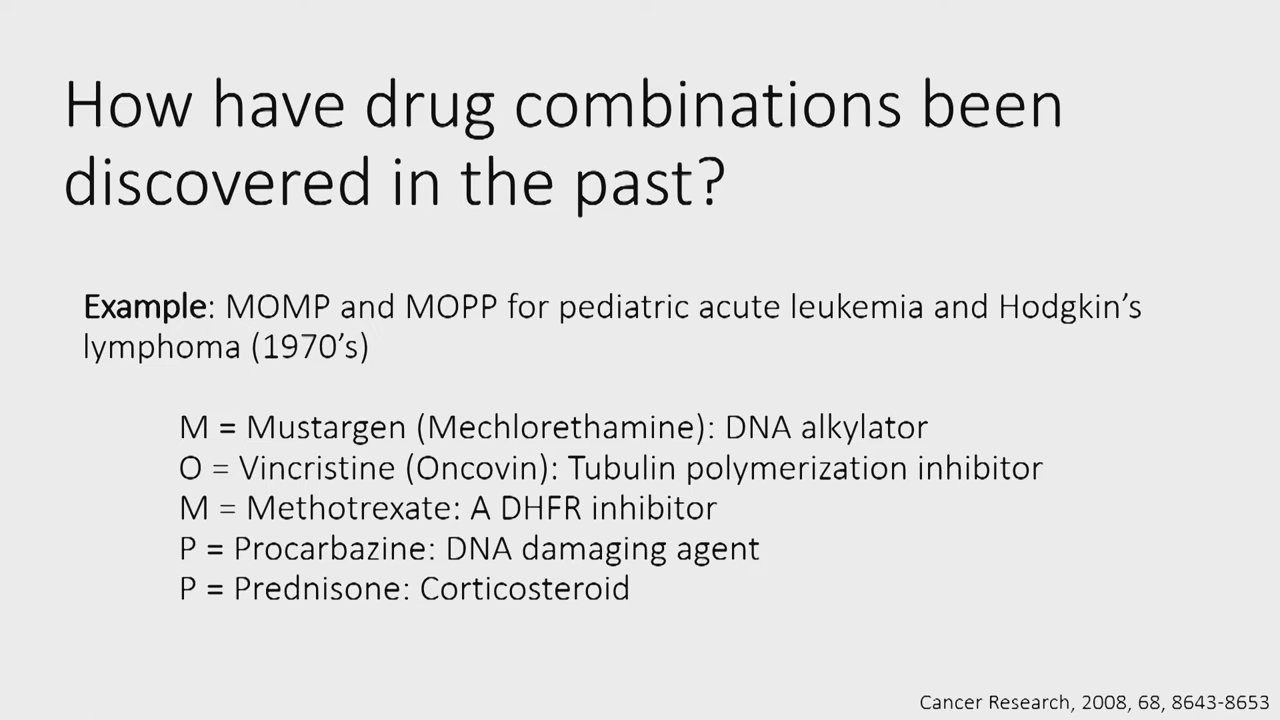 How have drug combinations been
discovered in the past?
Example: MOMP and MOPP for pediatric acute leukemia and Hodgkin’s
lymphoma (1970’s)
M = Mustargen (Mechlorethamine): DNA alkylator
O = Vincristine (Oncovin): Tubulin polymerization inhibitor
M = Methotrexate: A DHFR inhibitor
P = Procarbazine: DNA damaging agent
P = Prednisone: Corticosteroid
Cancer Research, 2008, 68, 8643-8653